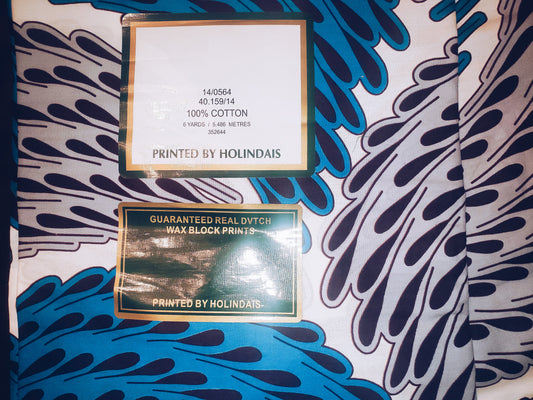 14/0564
40.159/14
100% COTTON
6 YARDS / 5.486 METRES
352644
PRINTED BY HOLINDAIS
GUARANTEED REAL DVTCH
WAX BLOCK PRINTS
PRINTED BY HOLINDAIS